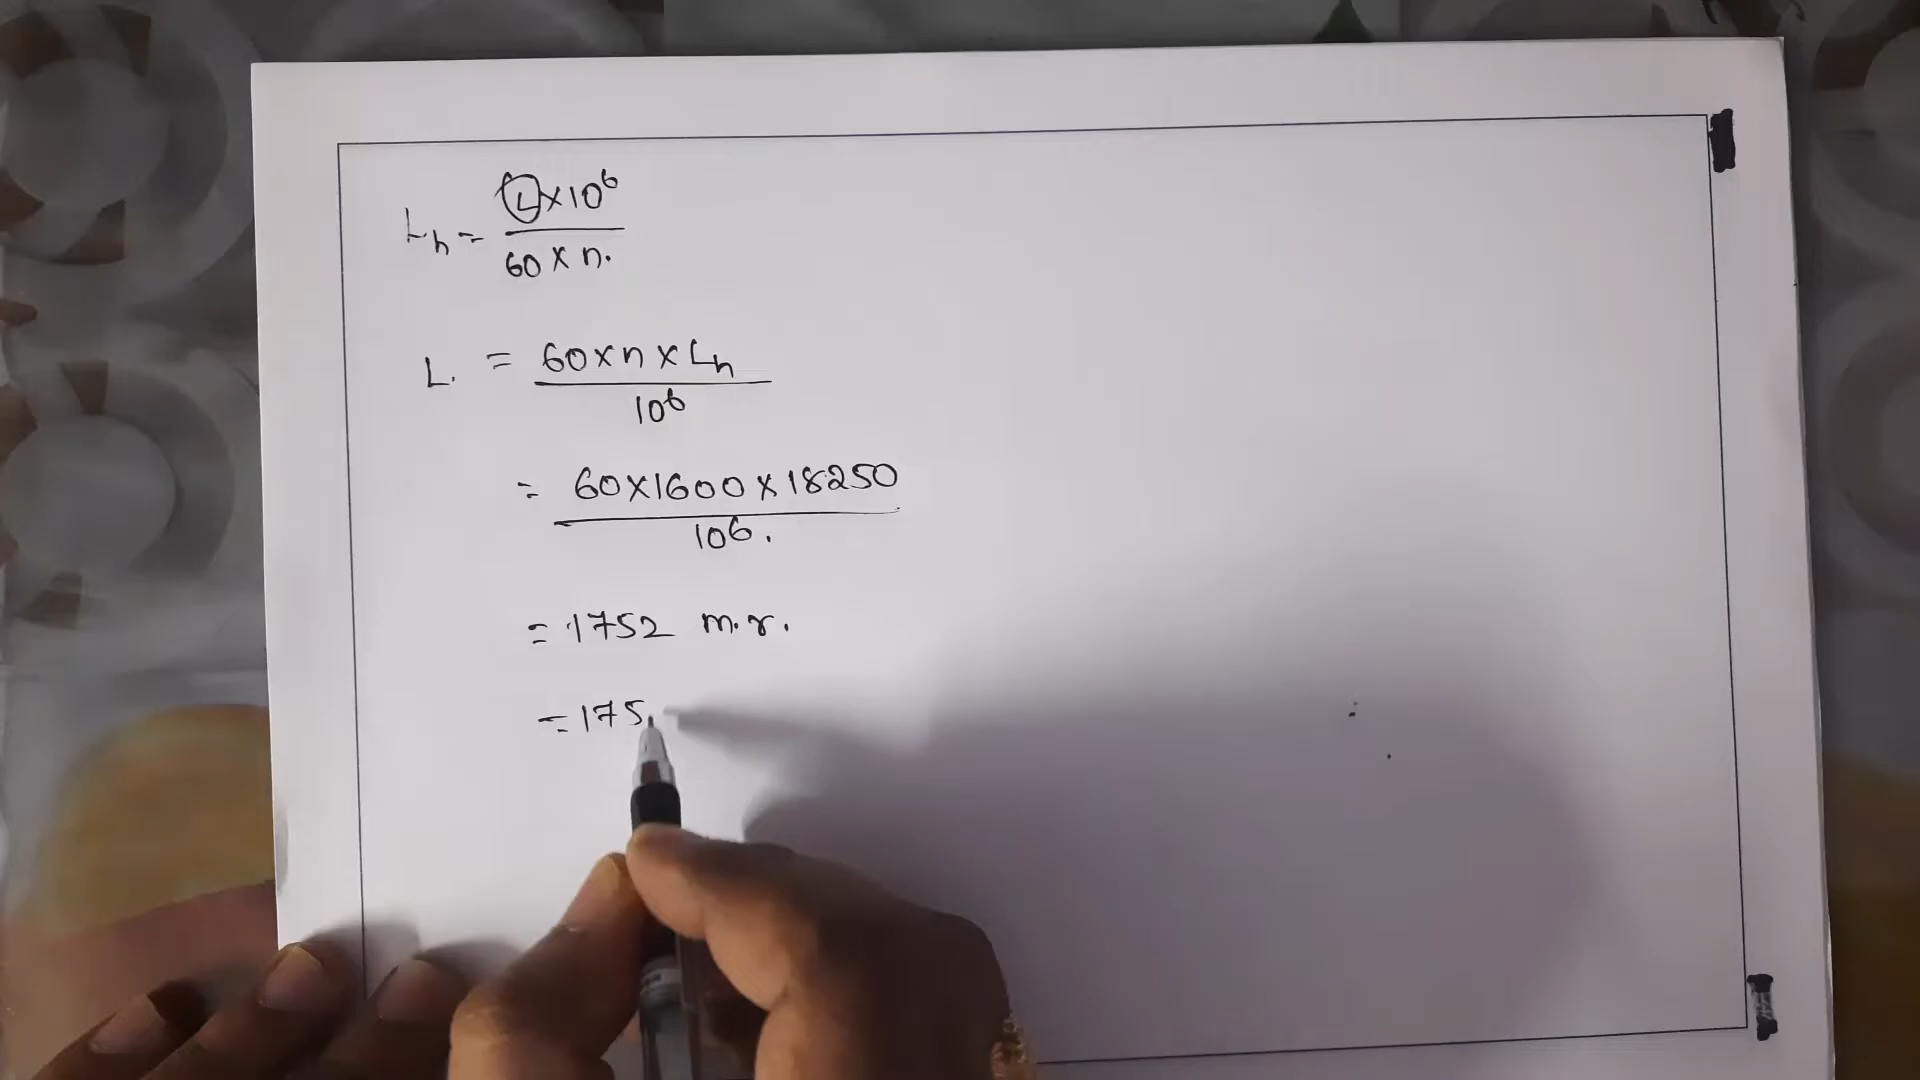 Lh = L×10⁶
60 × n.
L. = 60×n×Lh
10⁶
= 60×1600×18250
10⁶.
= 1752 m.r.
= 175